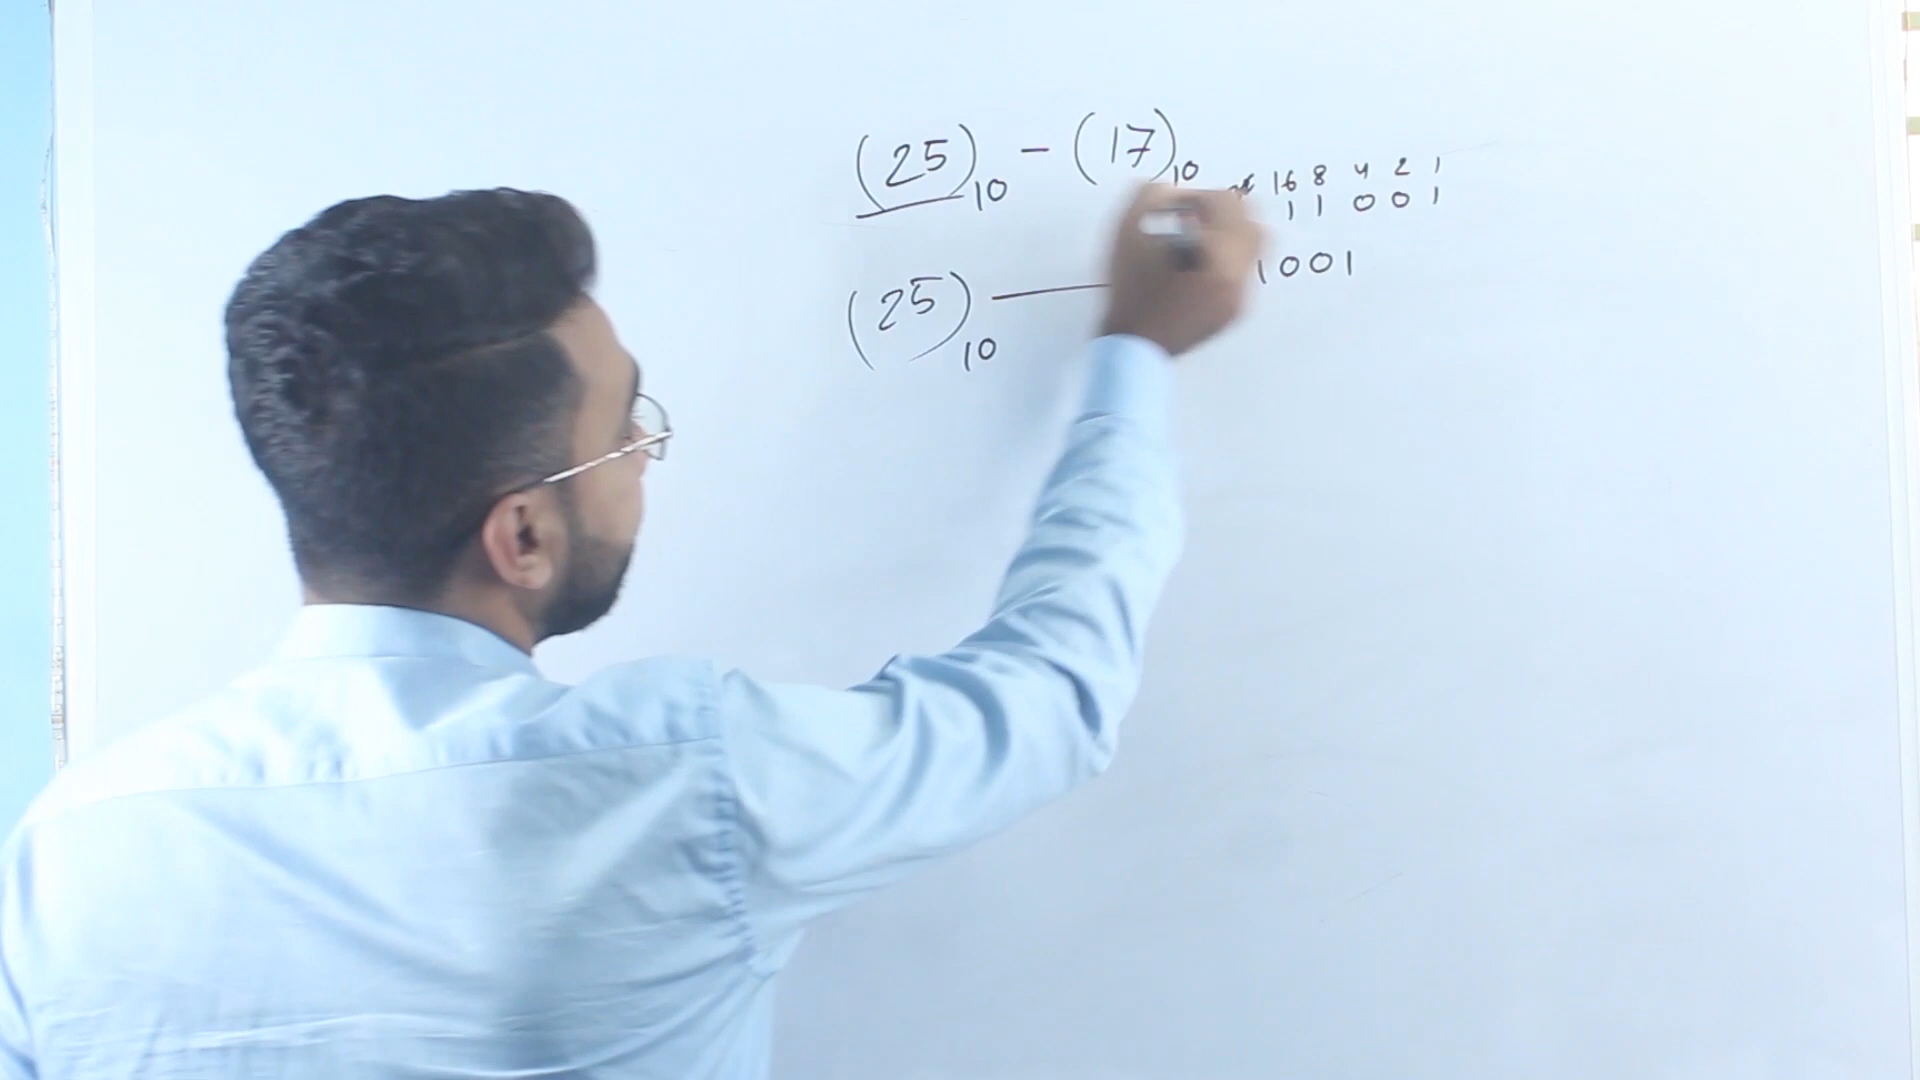 (25)₁₀ - (17)₁₀
16 8 4 2 1
1 1 0 0 1
(25)₁₀ — 1001